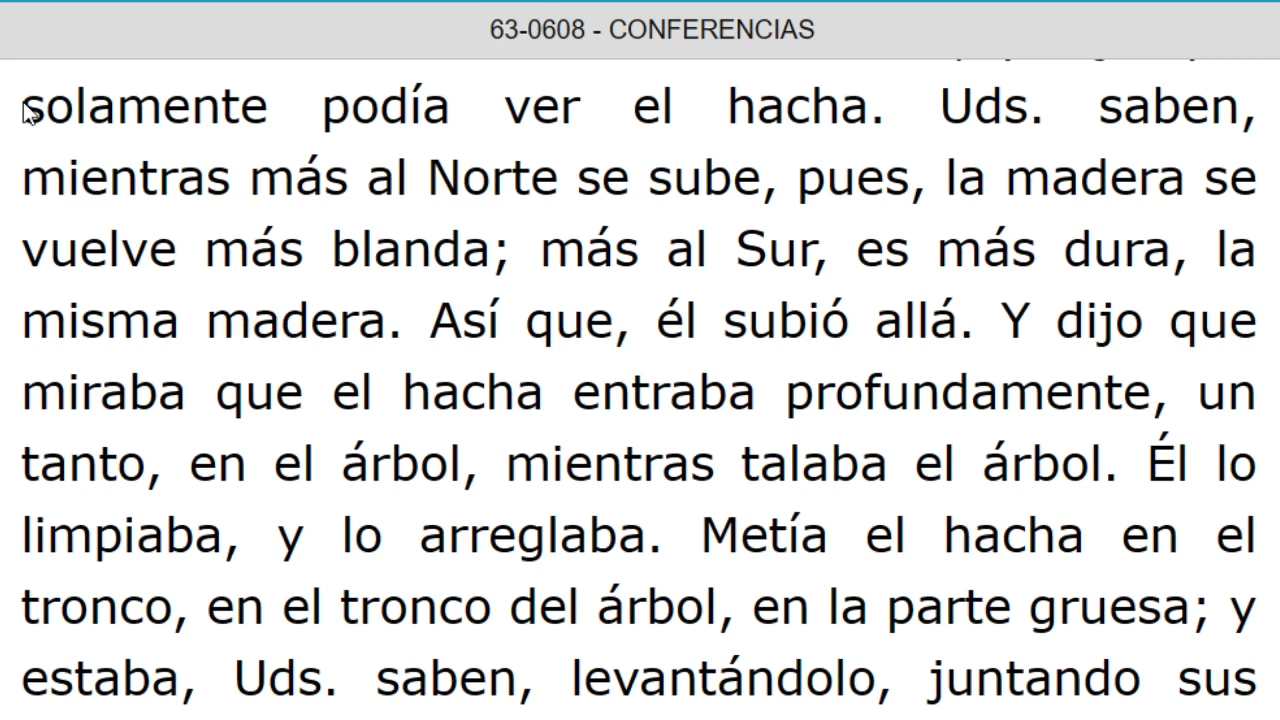 63-0608 - CONFERENCIAS
solamente podía ver el hacha. Uds. saben,
mientras más al Norte se sube, pues, la madera se
vuelve más blanda; más al Sur, es más dura, la
misma madera. Así que, él subió allá. Y dijo que
miraba que el hacha entraba profundamente, un
tanto, en el árbol, mientras talaba el árbol. Él lo
limpiaba, y lo arreglaba. Metía el hacha en el
tronco, en el tronco del árbol, en la parte gruesa; y
estaba, Uds. saben, levantándolo, juntando sus